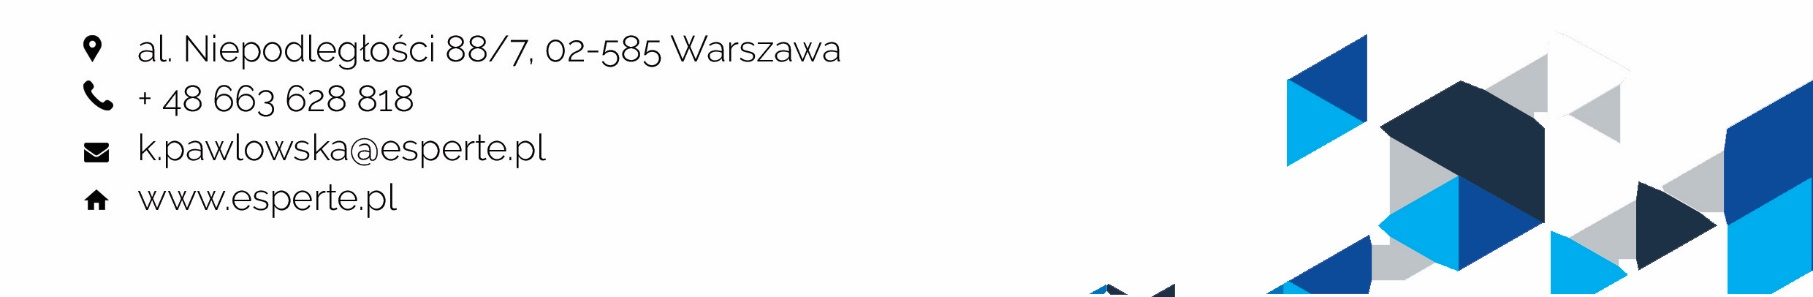 al. Niepodległości 88/7, 02-585 Warszawa
+ 48 663 628 818
k.pawlowska@esperte.pl
www.esperte.pl